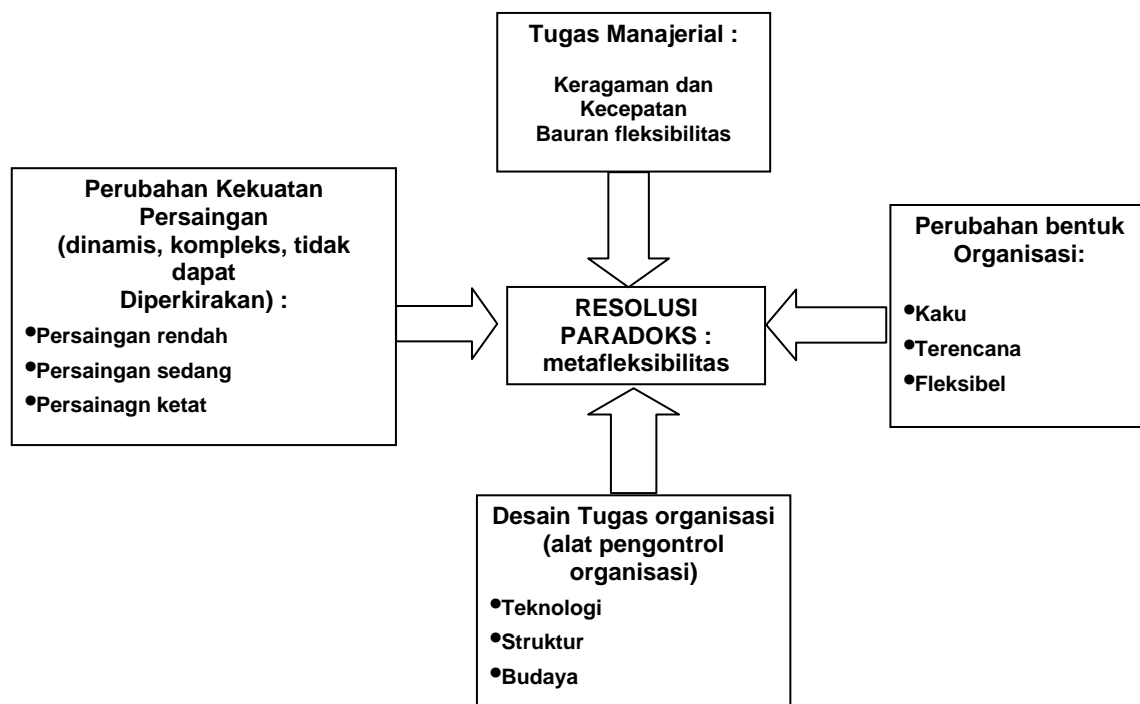 Tugas Manajerial :
Keragaman dan
Kecepatan
Bauran fleksibilitas
Perubahan Kekuatan
Persaingan
(dinamis, kompleks, tidak
dapat
Diperkirakan) :
•Persaingan rendah
•Persaingan sedang
•Persainagn ketat
RESOLUSI
PARADOKS :
metafleksibilitas
Perubahan bentuk
Organisasi:
•Kaku
•Terencana
•Fleksibel
Desain Tugas organisasi
(alat pengontrol
organisasi)
•Teknologi
•Struktur
•Budaya